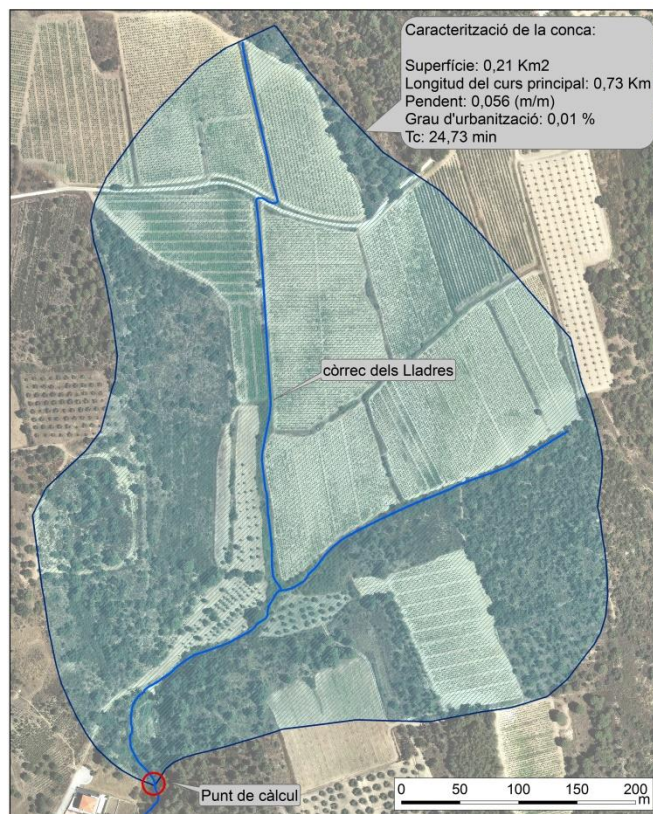 Caracterització de la conca:
Superfície: 0,21 Km2
Longitud del curs principal: 0,73 Km
Pendent: 0,056 (m/m)
Grau d'urbanització: 0,01 %
Tc: 24,73 min
còrrec dels Lladres
Punt de càlcul
0 50 100 150 200
m